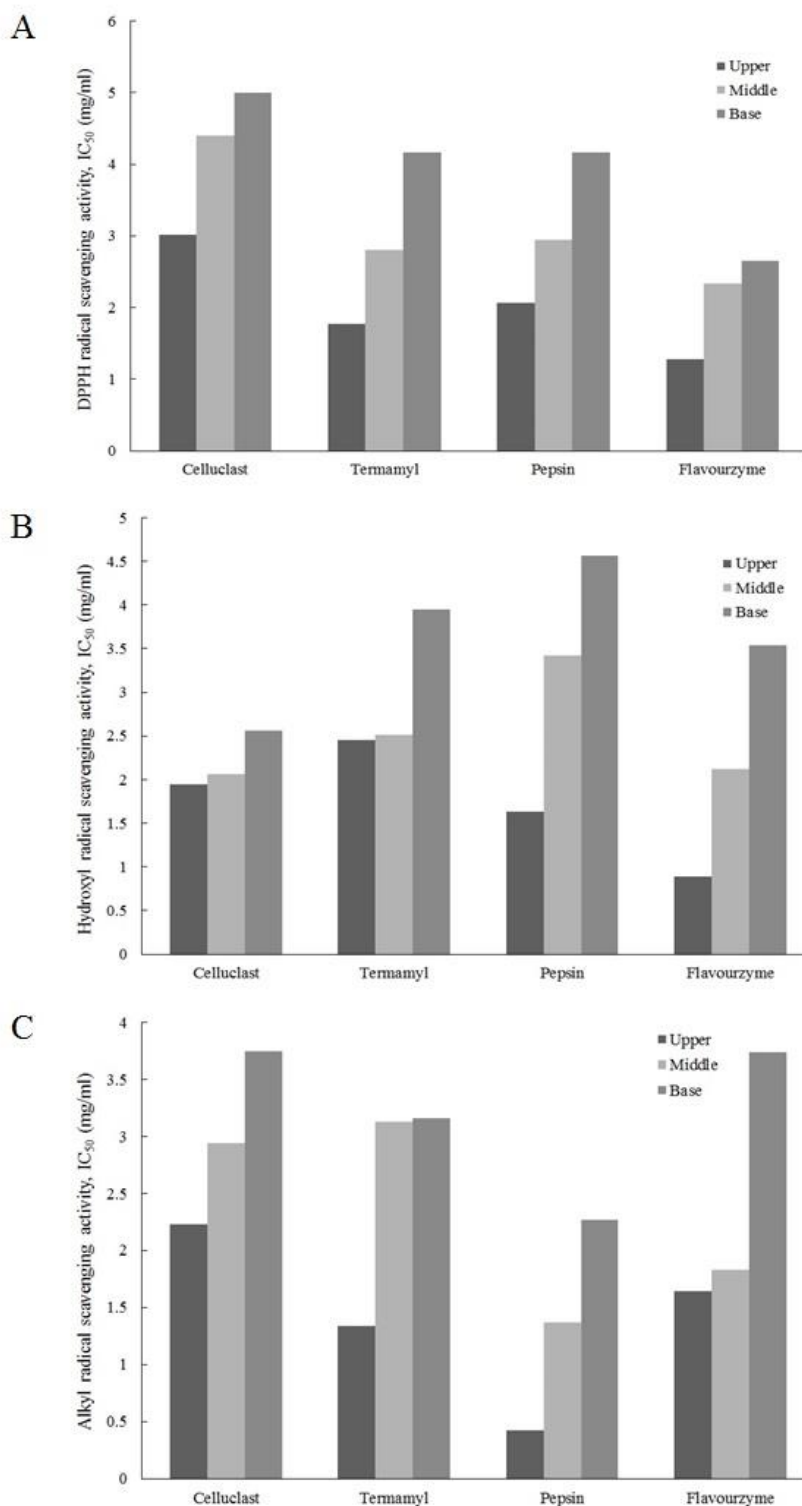 A
DPPH radical scavenging activity, IC₅₀ (mg/ml)
6
5
4
3
2
1
0
Upper
Middle
Base
Celluclast Termamyl Pepsin Flavourzyme
B
Hydroxyl radical scavenging activity, IC₅₀ (mg/ml)
5
4.5
4
3.5
3
2.5
2
1.5
1
0.5
0
Upper
Middle
Base
Celluclast Termamyl Pepsin Flavourzyme
C
Alkyl radical scavenging activity, IC₅₀ (mg/ml)
4
3.5
3
2.5
2
1.5
1
0.5
0
Upper
Middle
Base
Celluclast Termamyl Pepsin Flavourzyme